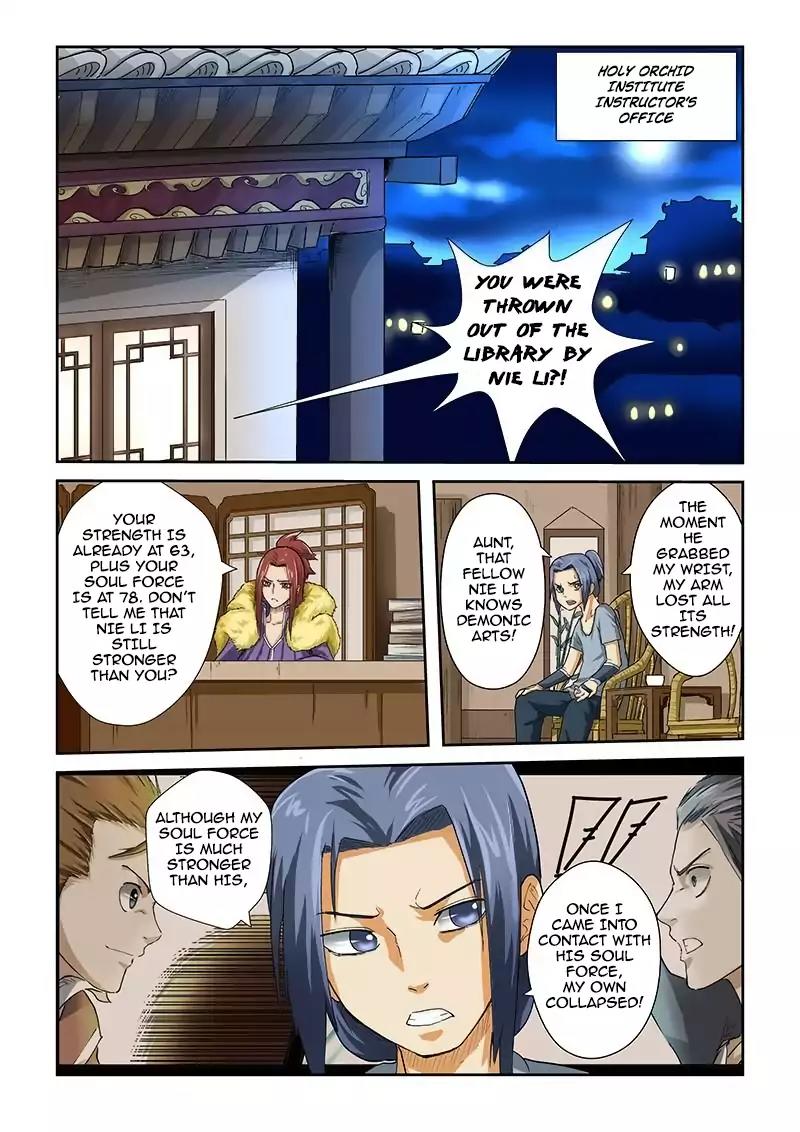 HOLY ORCHID
INSTITUTE
INSTRUCTOR'S
OFFICE
YOU WERE
THROWN
OUT OF THE
LIBRARY BY
NIE LI?!
YOUR
STRENGTH IS
ALREADY AT 63,
PLUS YOUR
SOUL FORCE
IS AT 78. DON'T
TELL ME THAT
NIE LI IS
STILL
STRONGER
THAN YOU?
AUNT,
THAT
FELLOW
NIE LI
KNOWS
DEMONIC
ARTS!
THE
MOMENT
HE
GRABBED
MY WRIST,
MY ARM
LOST ALL
ITS
STRENGTH!
ALTHOUGH MY
SOUL FORCE
IS MUCH
STRONGER
THAN HIS,
ONCE I
CAME INTO
CONTACT WITH
HIS SOUL
FORCE,
MY OWN
COLLAPSED!